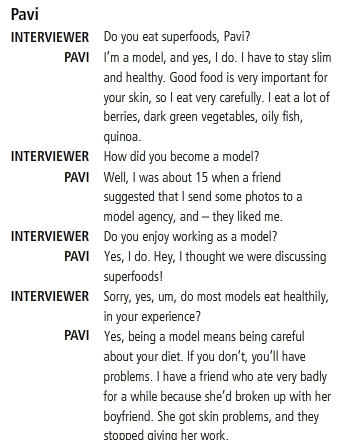 Pavi
INTERVIEWER Do you eat superfoods, Pavi?
PAVI I'm a model, and yes, I do. I have to stay slim
and healthy. Good food is very important for
your skin, so I eat very carefully. I eat a lot of
berries, dark green vegetables, oily fish,
quinoa.
INTERVIEWER How did you become a model?
PAVI Well, I was about 15 when a friend
suggested that I send some photos to a
model agency, and – they liked me.
INTERVIEWER Do you enjoy working as a model?
PAVI Yes, I do. Hey, I thought we were discussing
superfoods!
INTERVIEWER Sorry, yes, um, do most models eat healthily,
in your experience?
PAVI Yes, being a model means being careful
about your diet. If you don't, you'll have
problems. I have a friend who ate very badly
for a while because she'd broken up with her
boyfriend. She got skin problems, and they
stopped giving her work.